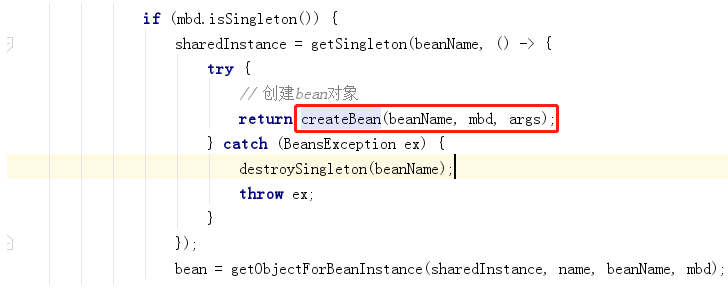 if (mbd.isSingleton()) {
sharedInstance = getSingleton(beanName, () -> {
try {
// 创建bean对象
return createBean(beanName, mbd, args);
} catch (BeansException ex) {
destroySingleton(beanName);
throw ex;
}
});
bean = getObjectForBeanInstance(sharedInstance, name, beanName, mbd);